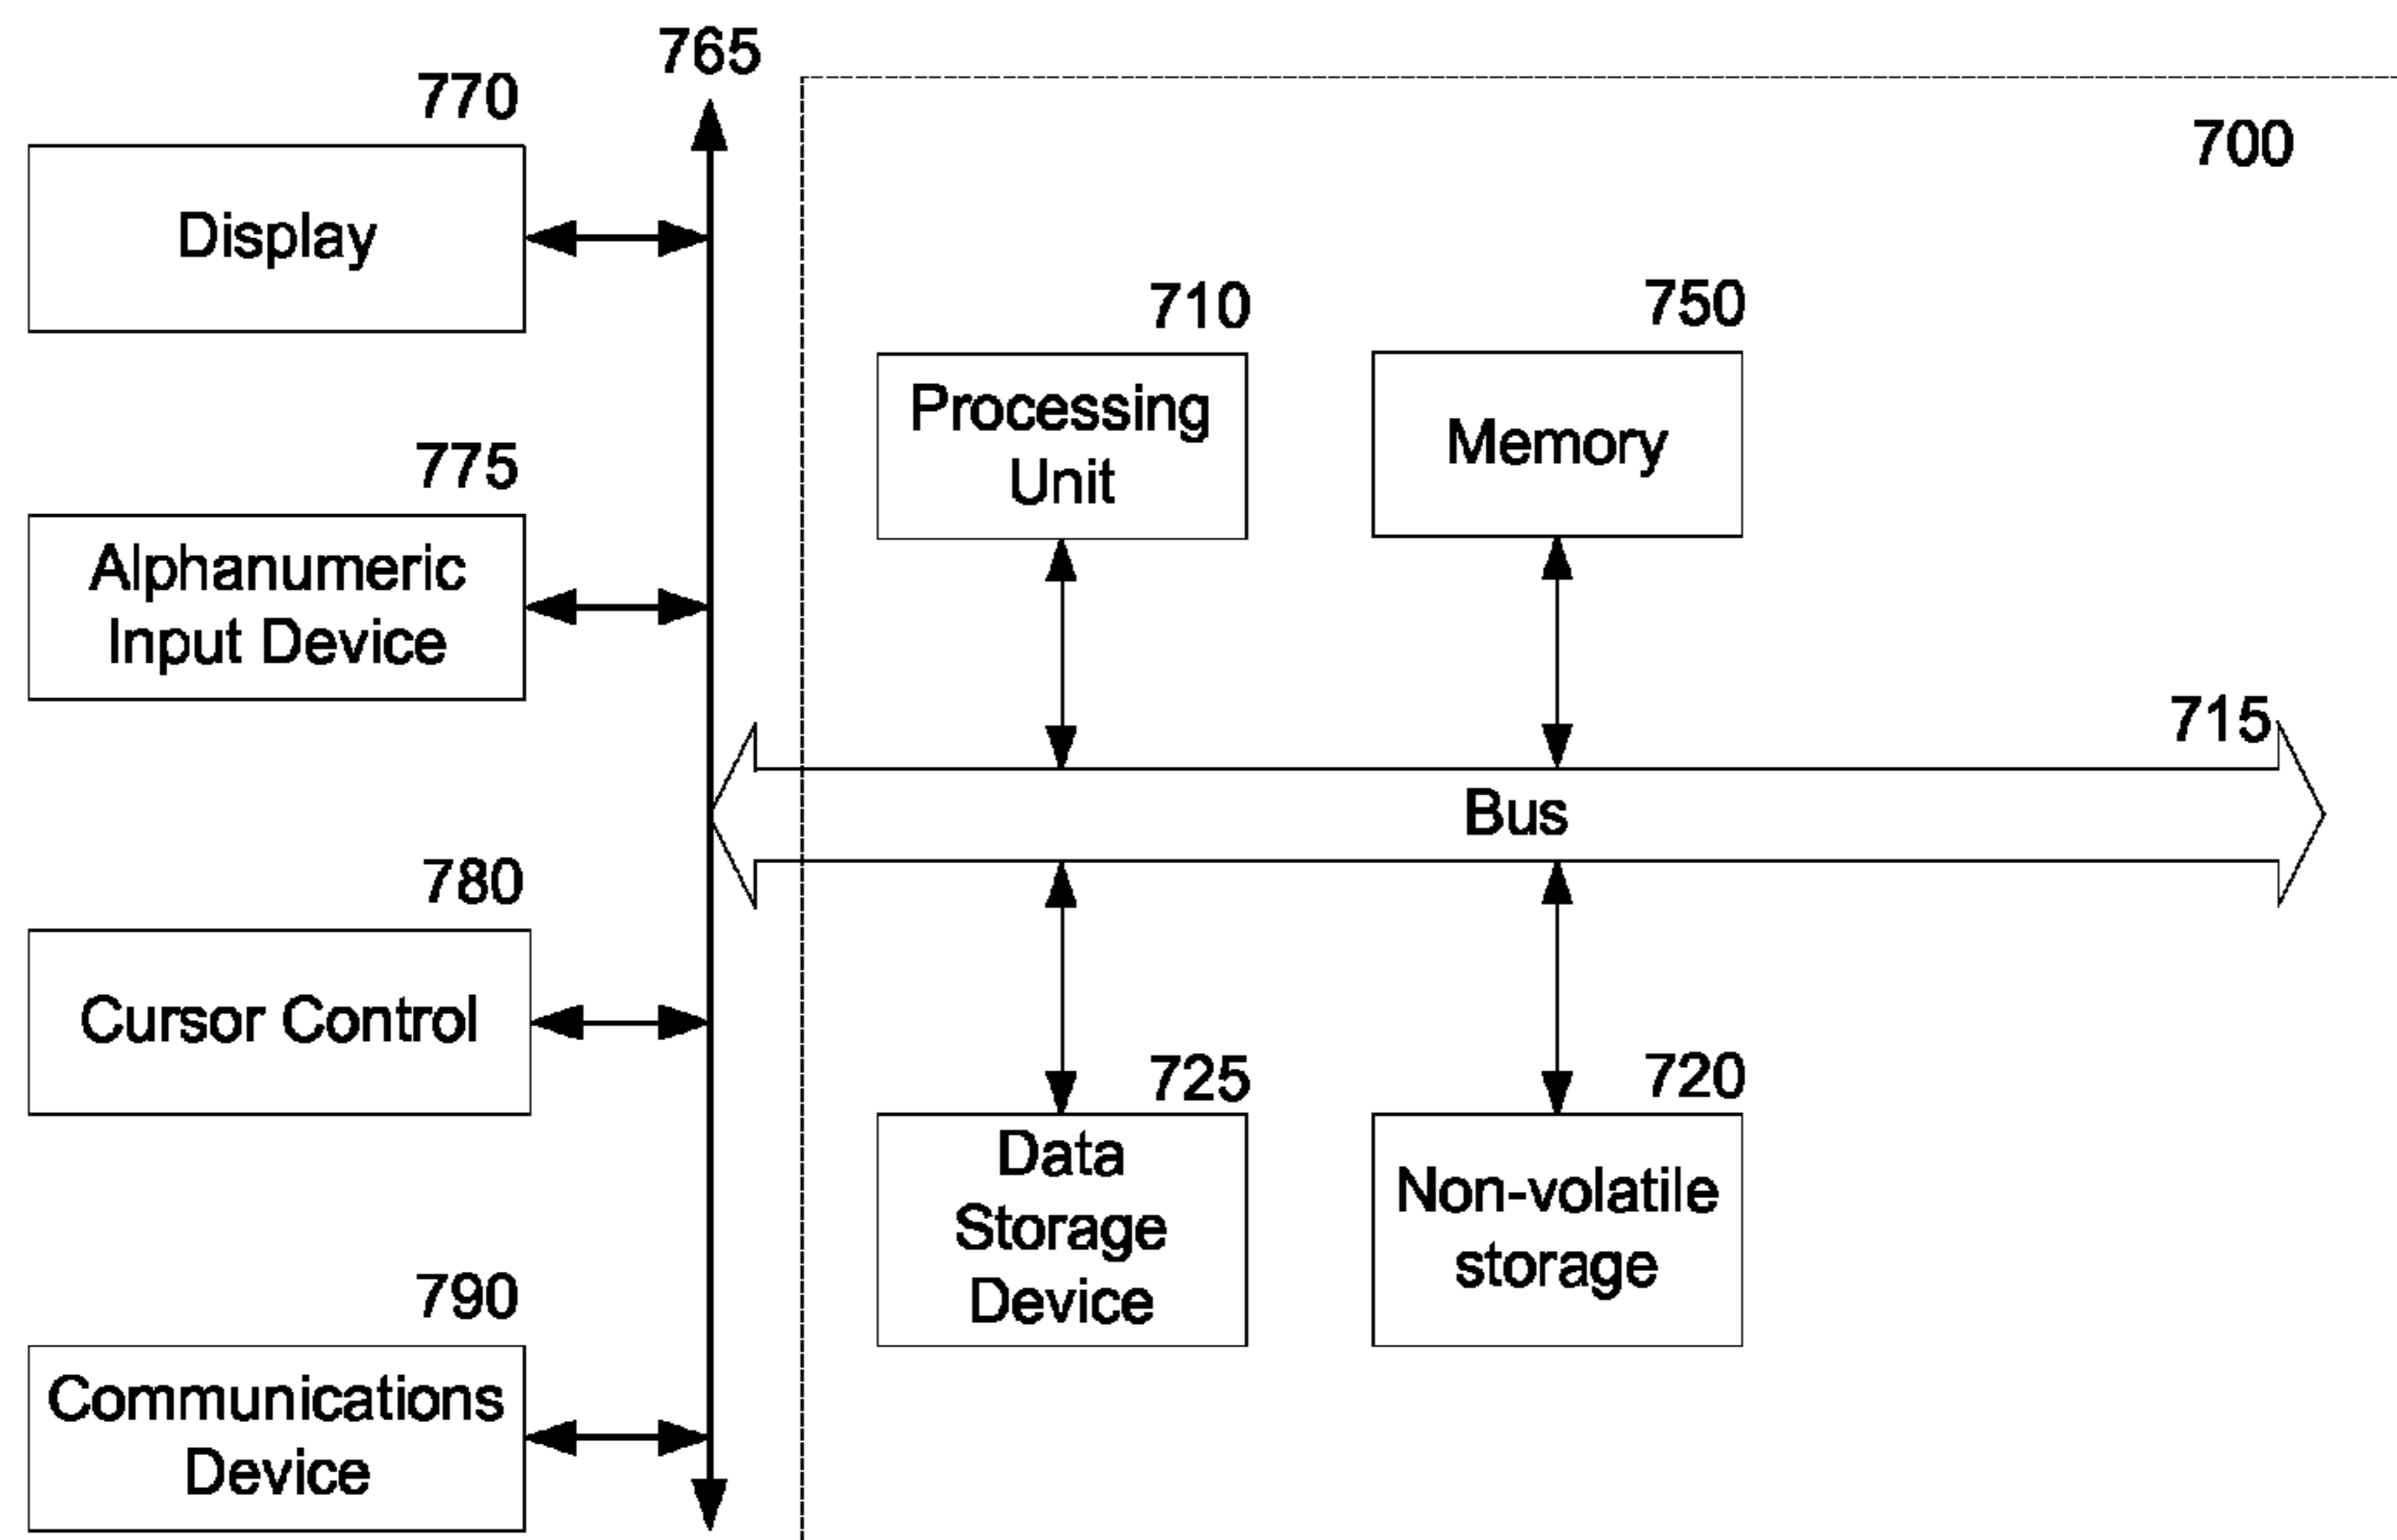 765
770
700
Display
710
750
Processing
Unit
Memory
775
Alphanumeric
Input Device
715
Bus
780
Cursor Control
725
720
Data
Storage
Device
Non-volatile
storage
790
Communications
Device